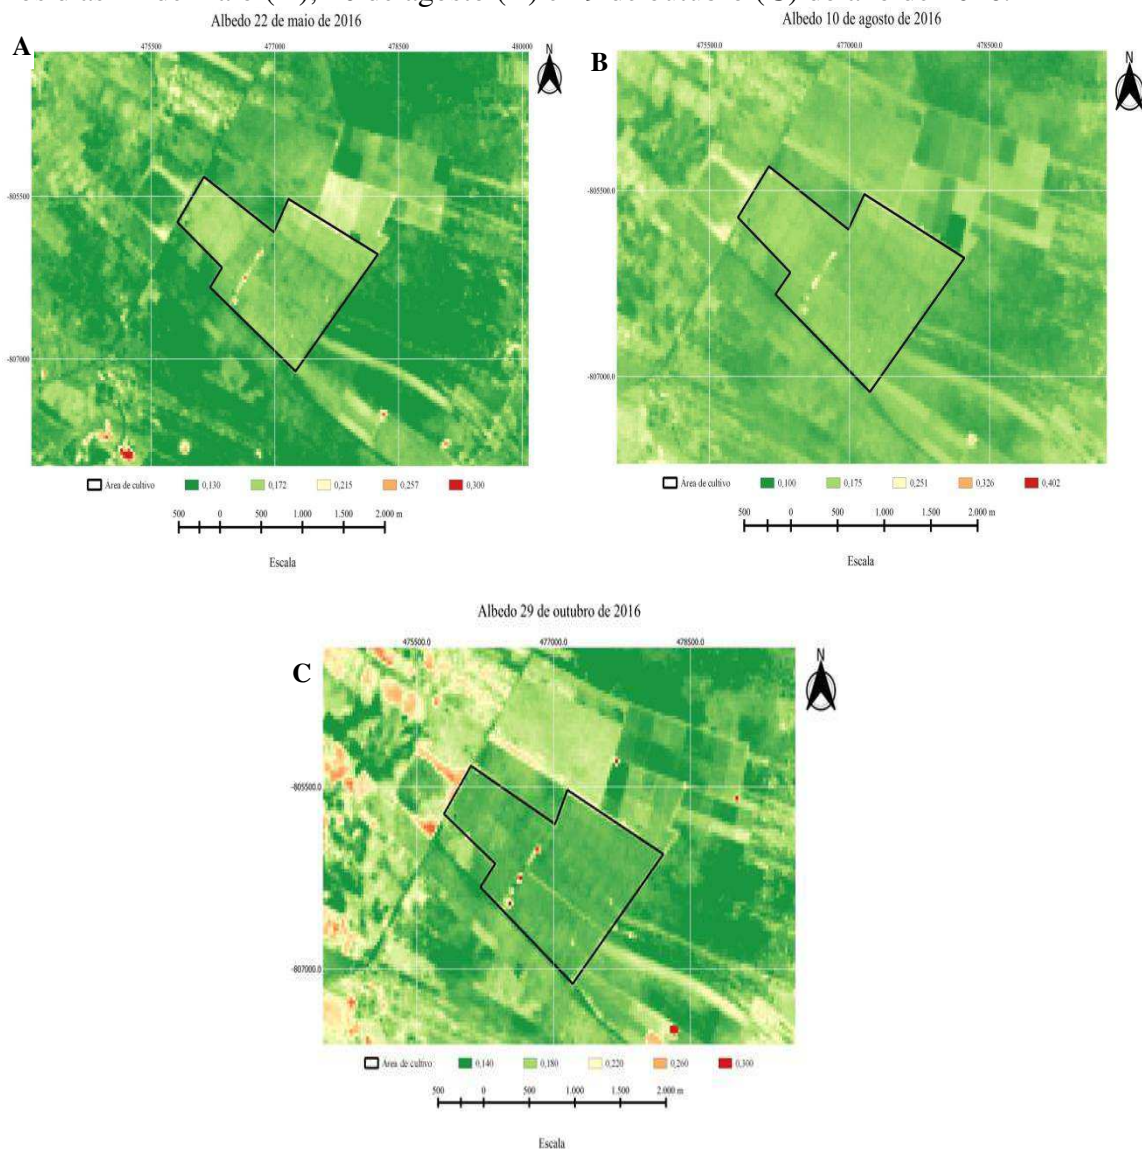 Albedo 22 de maio de 2016
A
475500 477000 478500 480000
N
-805500
-807000
Área de cultivo 0,130 0,172 0,215 0,257 0,300
500 0 500 1.000 1.500 2.000 m
Escala
Albedo 10 de agosto de 2016
B
475500.0 477000.0 478500.0
N
-805500.0
-807000.0
Área de cultivo 0,100 0,175 0,251 0,326 0,402
500 0 500 1.000 1.500 2.000 m
Escala
Albedo 29 de outubro de 2016
C
475500.0 477000.0 478500.0
N
-805500.0
-807000.0
Área de cultivo 0,140 0,180 0,220 0,260 0,300
500 0 500 1.000 1.500 2.000 m
Escala